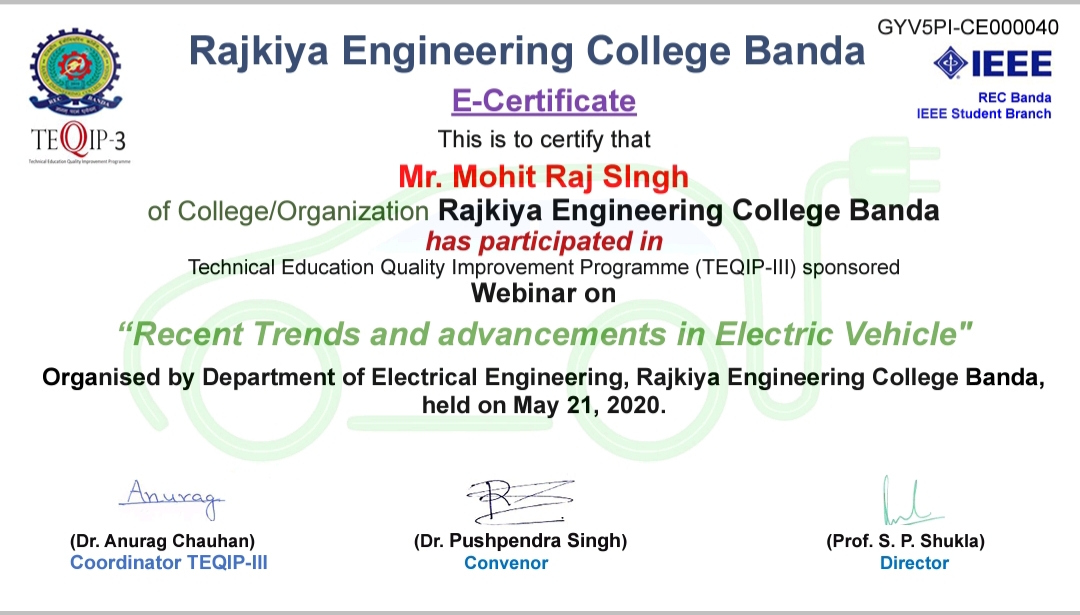 GYV5PI-CE000040
Rajkiya Engineering College Banda
IEEE
REC Banda
IEEE Student Branch
REC BANDA
TEQIP-3
Technical Education Quality Improvement Programme
E-Certificate
This is to certify that
Mr. Mohit Raj SIngh
of College/Organization Rajkiya Engineering College Banda
has participated in
Technical Education Quality Improvement Programme (TEQIP-III) sponsored
Webinar on
“Recent Trends and advancements in Electric Vehicle"
Organised by Department of Electrical Engineering, Rajkiya Engineering College Banda,
held on May 21, 2020.
Anurag
(Dr. Anurag Chauhan)
Coordinator TEQIP-III
(Dr. Pushpendra Singh)
Convenor
(Prof. S. P. Shukla)
Director